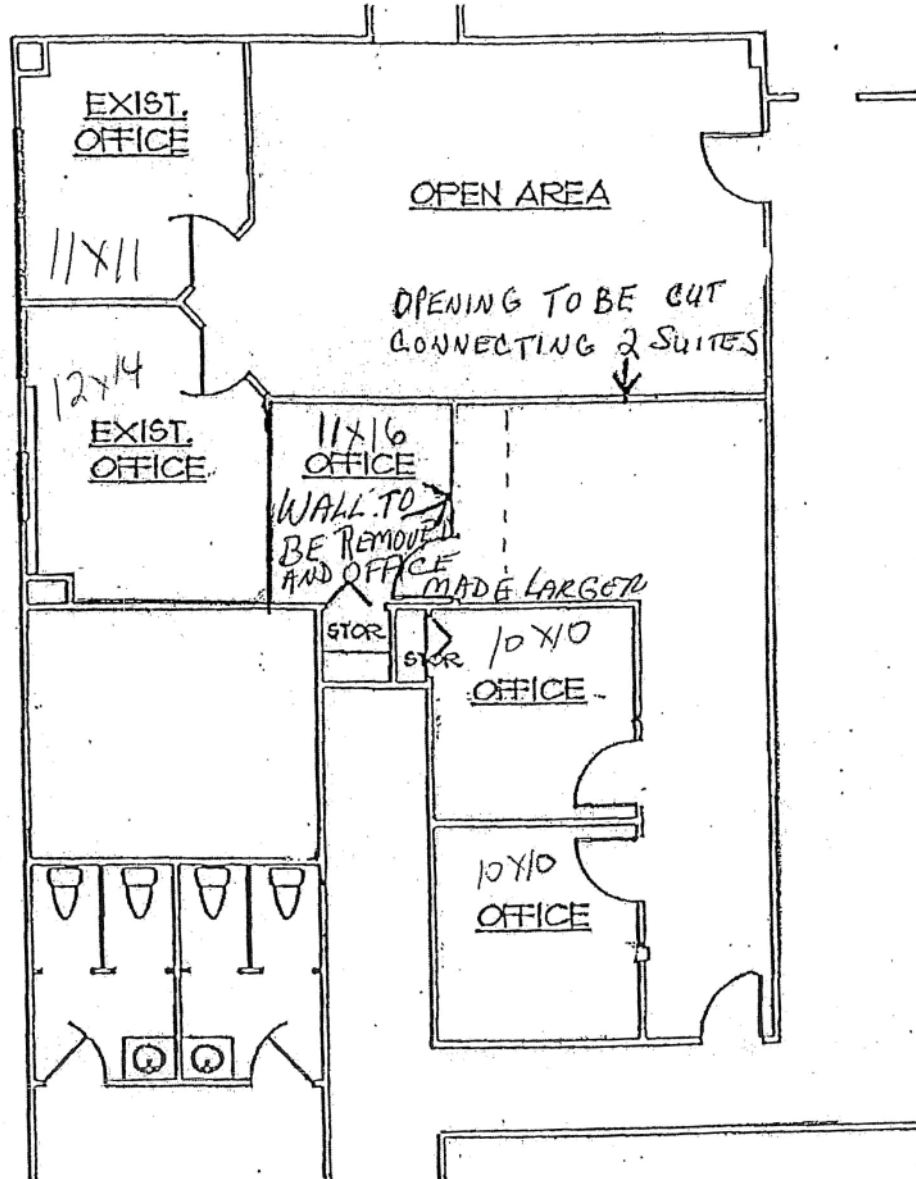 EXIST.
OFFICE
11X11
OPEN AREA
OPENING TO BE CUT
CONNECTING 2 SUITES
12X14
EXIST.
OFFICE
11X16
OFFICE
WALL TO
BE REMOVED
AND OFFICE
MADE LARGER
STOR
STOR
10X10
OFFICE
10X10
OFFICE